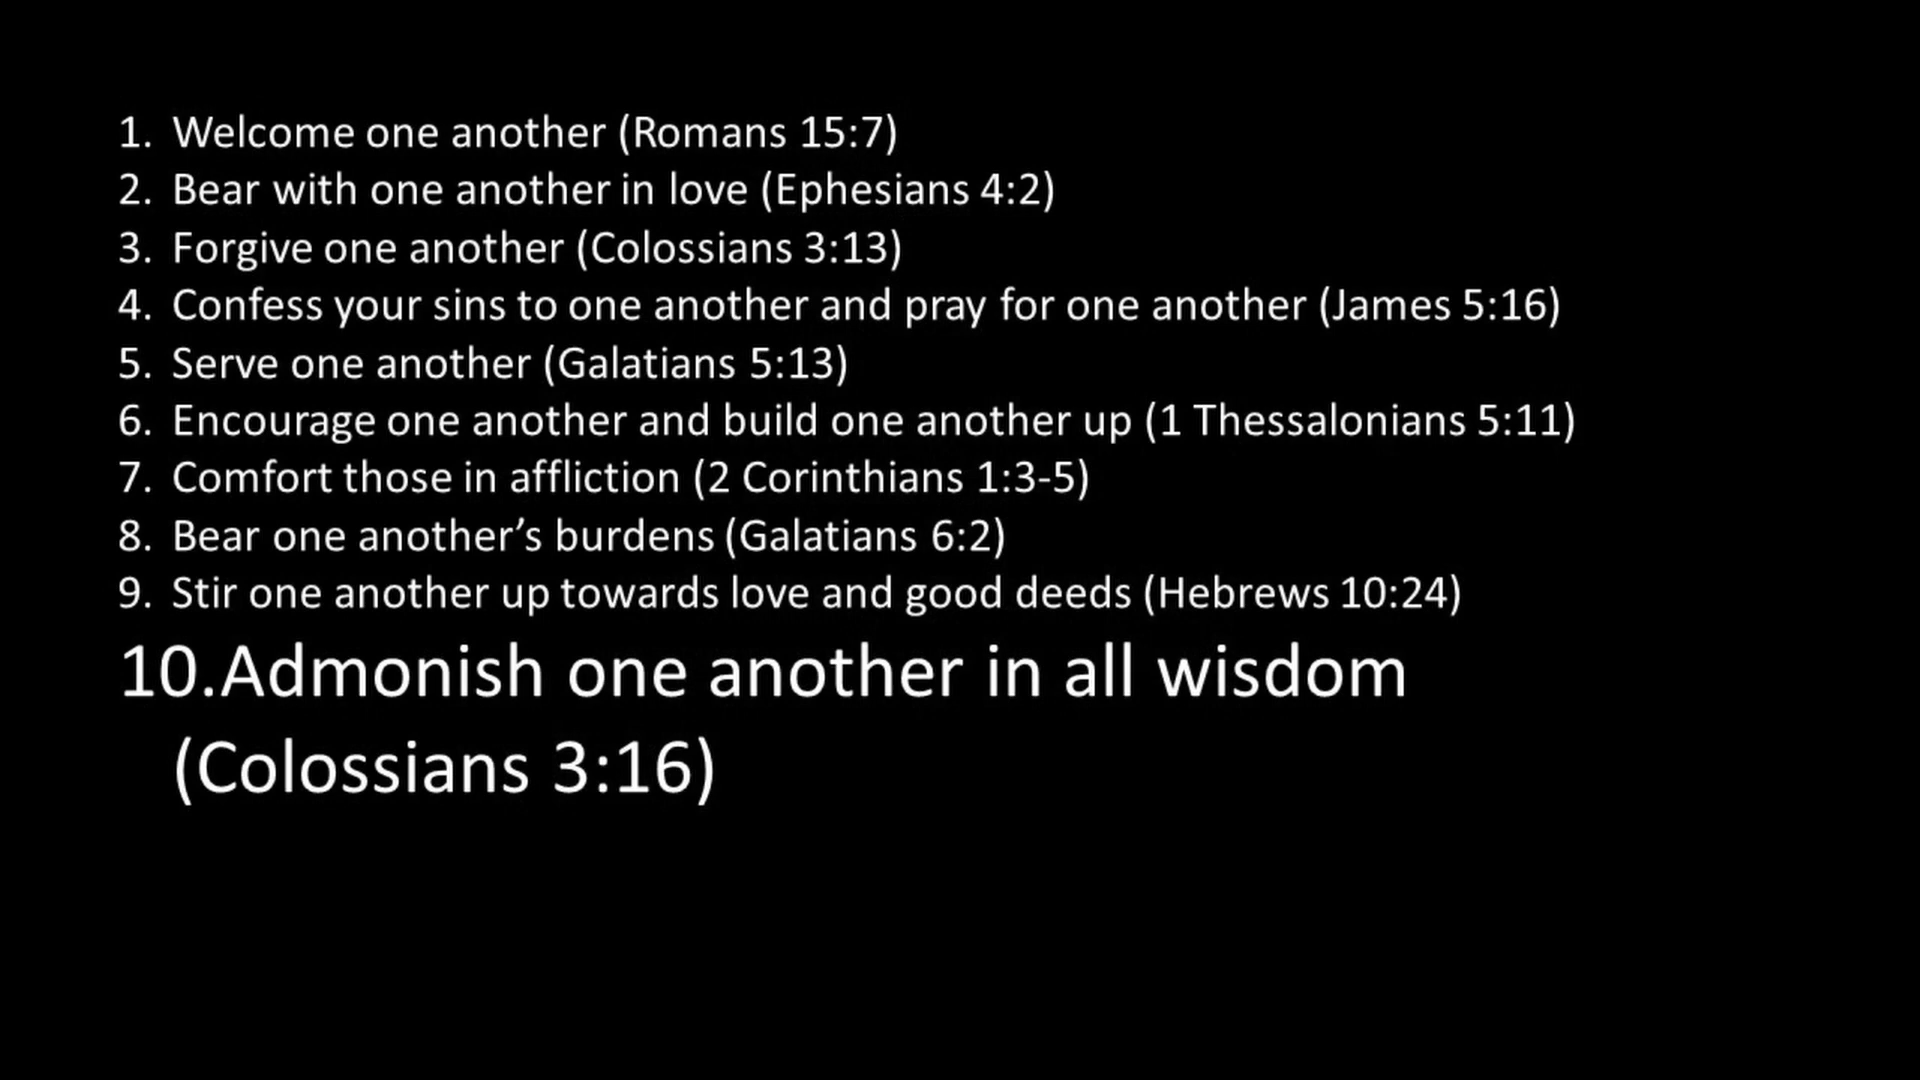 1. Welcome one another (Romans 15:7)
2. Bear with one another in love (Ephesians 4:2)
3. Forgive one another (Colossians 3:13)
4. Confess your sins to one another and pray for one another (James 5:16)
5. Serve one another (Galatians 5:13)
6. Encourage one another and build one another up (1 Thessalonians 5:11)
7. Comfort those in affliction (2 Corinthians 1:3-5)
8. Bear one another’s burdens (Galatians 6:2)
9. Stir one another up towards love and good deeds (Hebrews 10:24)
10.Admonish one another in all wisdom
(Colossians 3:16)